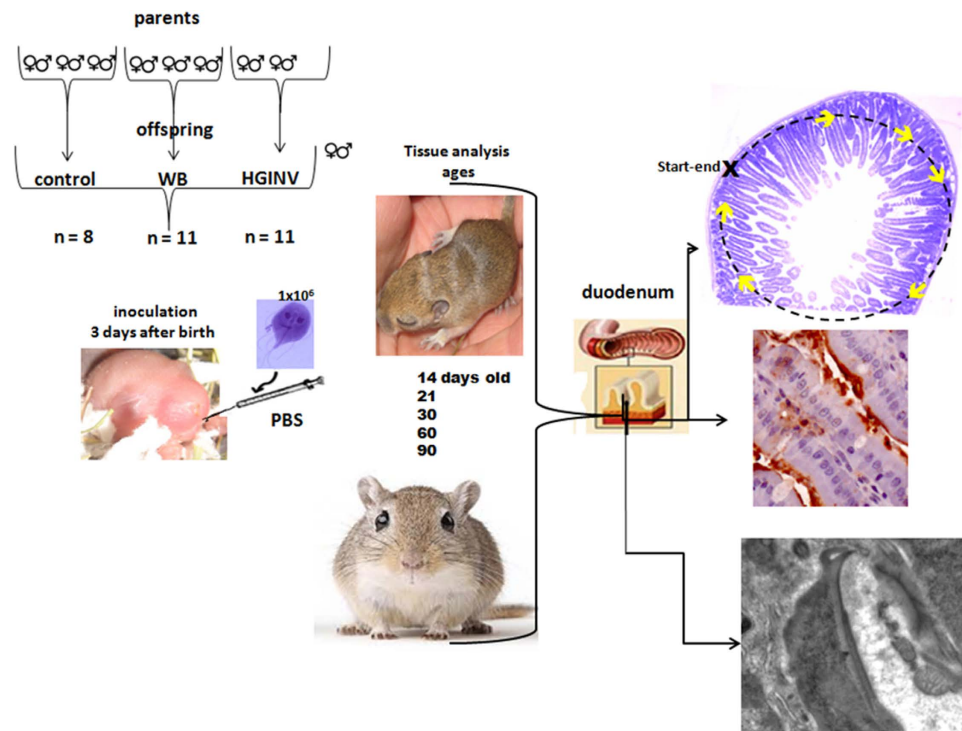 parents
♀♂ ♀♂ ♀♂ ♀♂ ♀♂ ♀♂ ♀♂ ♀♂
offspring
♀♂
control WB HGINV
n = 8 n = 11 n = 11
inoculation
3 days after birth
1x10⁶
PBS
Tissue analysis
ages
14 days old
21
30
60
90
duodenum
Start-end X